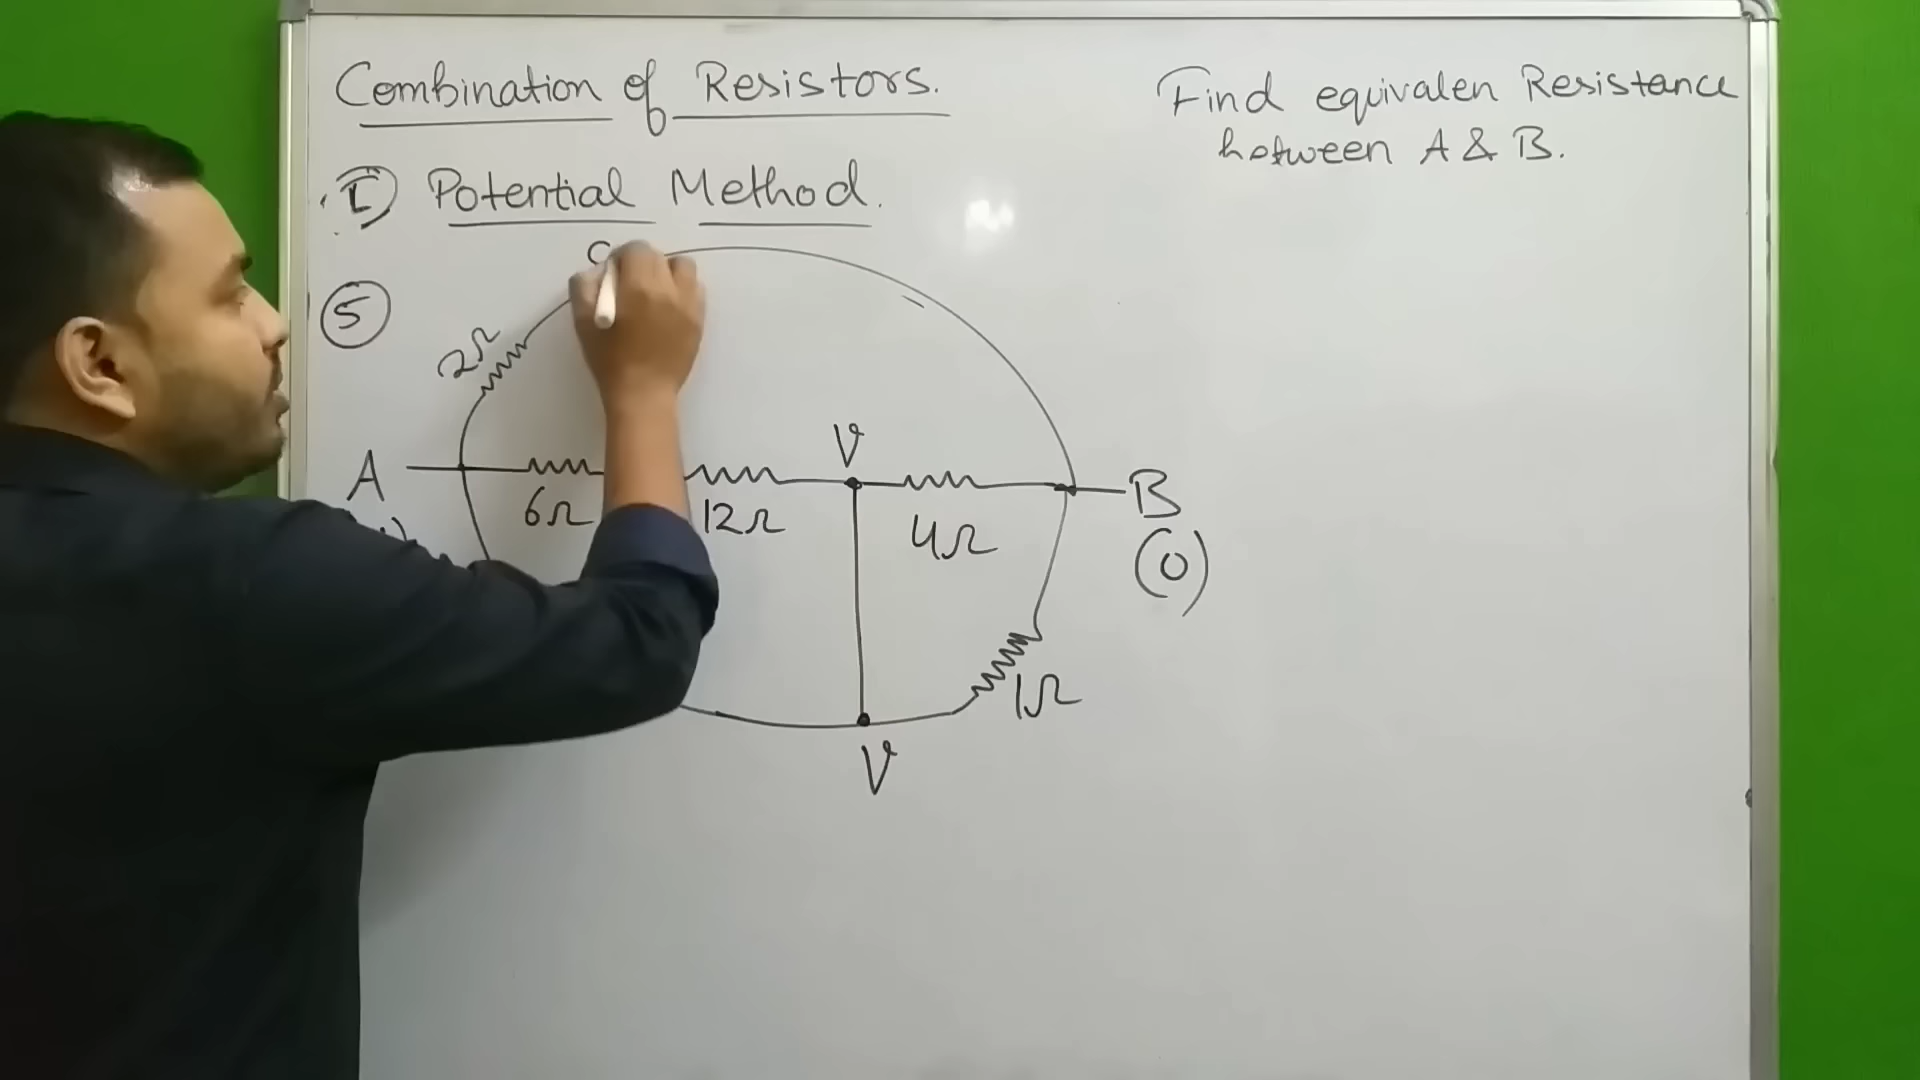 Combination of Resistors.
Find equivalen Resistance
between A & B.
I Potential Method.
5
2Ω
V
A
B
6Ω
12Ω
4Ω
(0)
1Ω
V